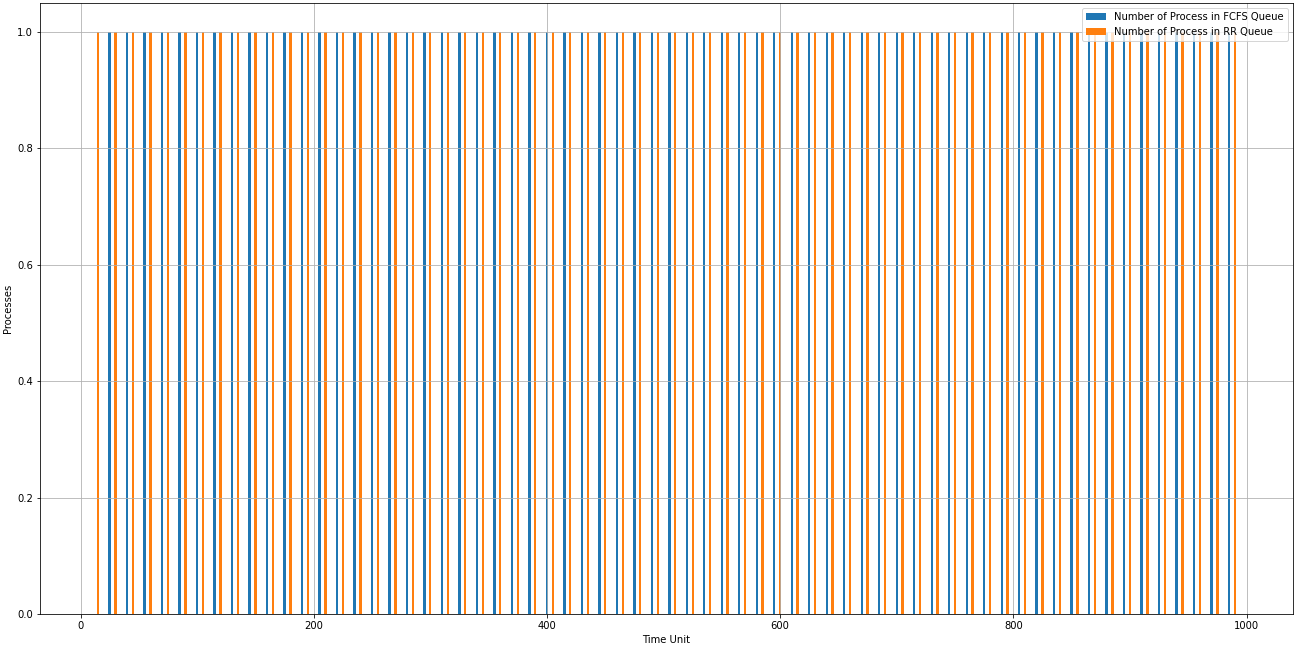 Number of Process in FCFS Queue
Number of Process in RR Queue
1.0
0.8
0.6
0.4
0.2
0.0
Processes
0 200 400 600 800 1000
Time Unit